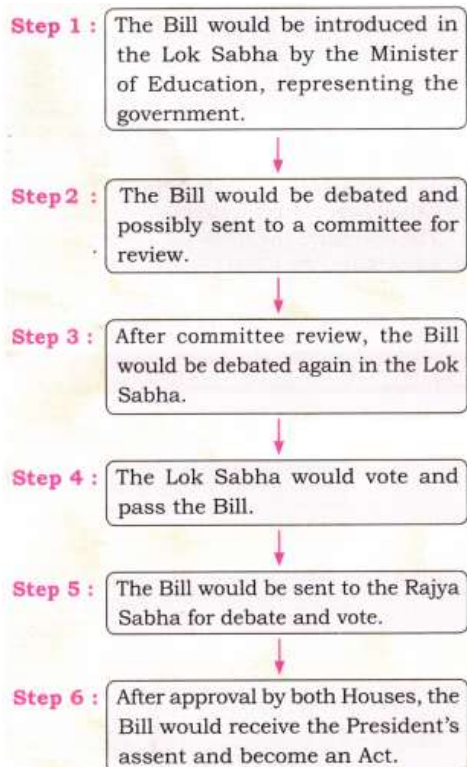 Step 1 : The Bill would be introduced in
the Lok Sabha by the Minister
of Education, representing the
government.
Step 2 : The Bill would be debated and
possibly sent to a committee for
review.
Step 3 : After committee review, the Bill
would be debated again in the Lok
Sabha.
Step 4 : The Lok Sabha would vote and
pass the Bill.
Step 5 : The Bill would be sent to the Rajya
Sabha for debate and vote.
Step 6 : After approval by both Houses, the
Bill would receive the President's
assent and become an Act.